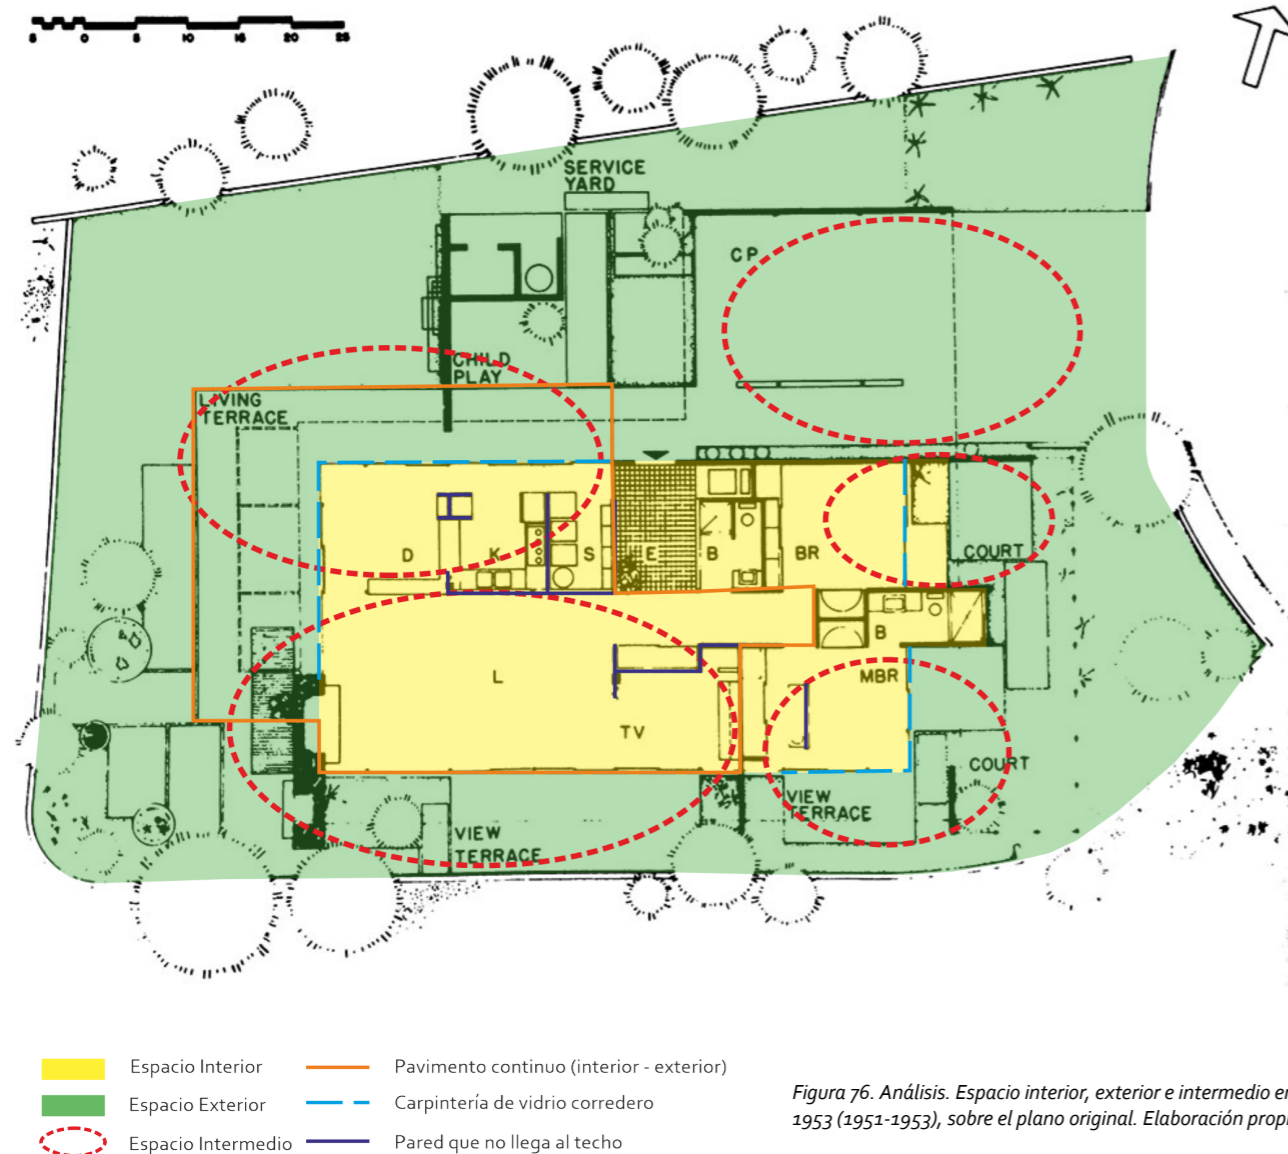 5 0 5 10 15 20 25
SERVICE
YARD
CP
CHILD
PLAY
LIVING
TERRACE
D K S E B BR
COURT
B
L
MBR
TV
COURT
VIEW
TERRACE
VIEW
TERRACE
Espacio Interior
Pavimento contínuo (interior - exterior)
Espacio Exterior
Carpintería de vidrio corredero
Espacio Intermedio
Pared que no llega al techo
Figura 76. Análisis. Espacio interior, exterior e intermedio en
1953 (1951-1953), sobre el plano original. Elaboración propi